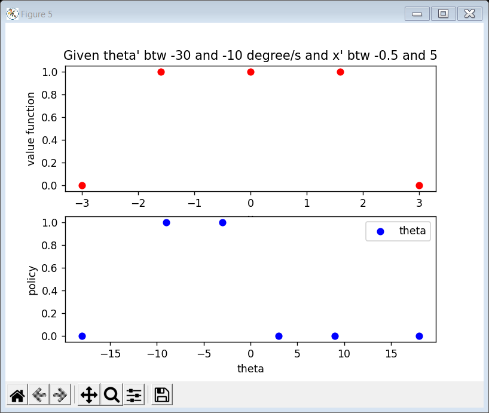 Figure 5
Given theta' btw -30 and -10 degree/s and x' btw -0.5 and 5
value function
1.0
0.8
0.6
0.4
0.2
0.0
−3 −2 −1 0 1 2 3
policy
1.0
0.8
0.6
0.4
0.2
0.0
theta
−15 −10 −5 0 5 10 15
theta